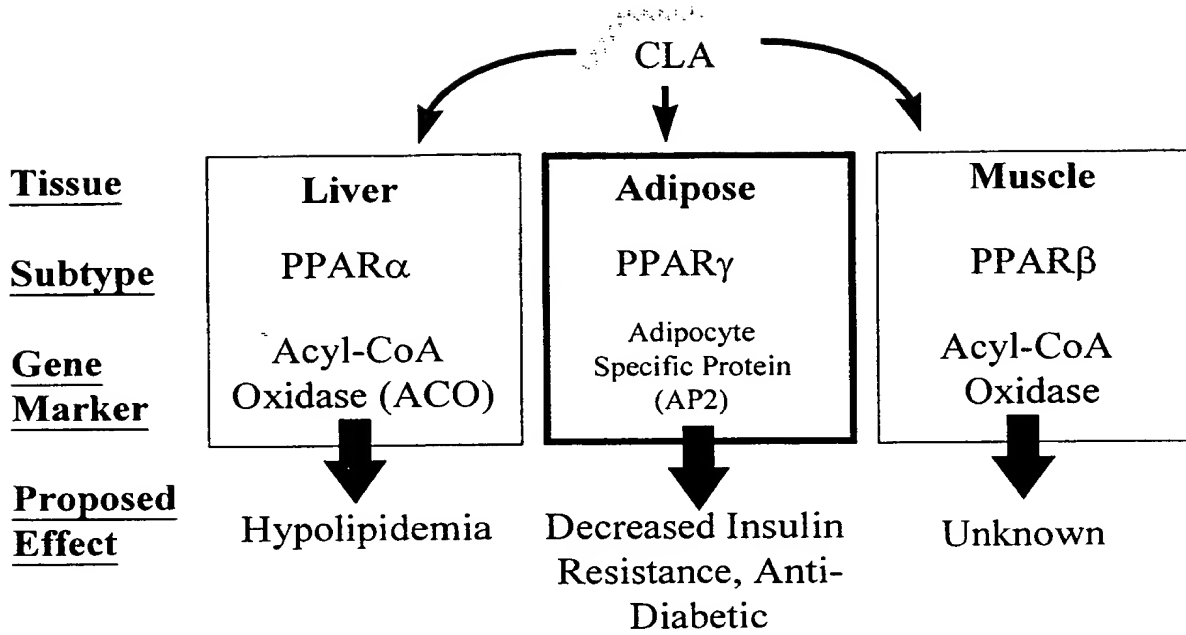 CLA
Tissue
Liver
Adipose
Muscle
Subtype
PPARα
PPARγ
PPARβ
Gene
Marker
Acyl-CoA
Oxidase (ACO)
Adipocyte
Specific Protein
(AP2)
Acyl-CoA
Oxidase
Proposed
Effect
Hypolipidemia
Decreased Insulin
Resistance, Anti-
Diabetic
Unknown